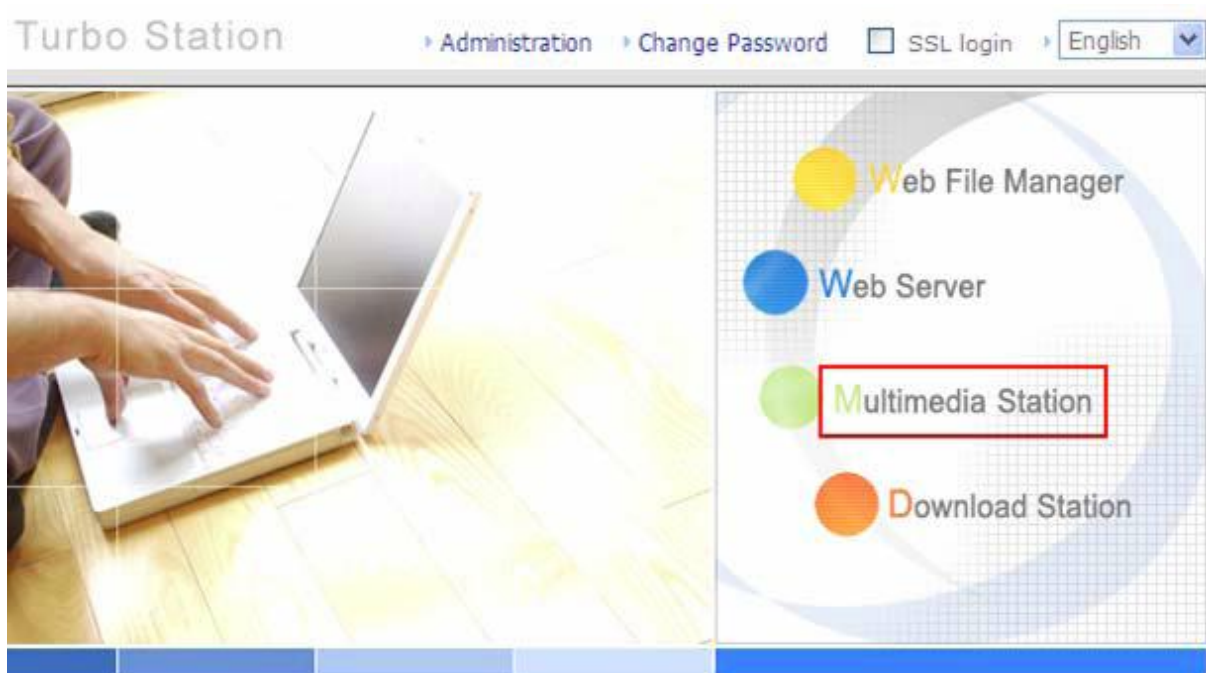 Turbo Station
Administration Change Password SSL login English
Web File Manager
Web Server
Multimedia Station
Download Station